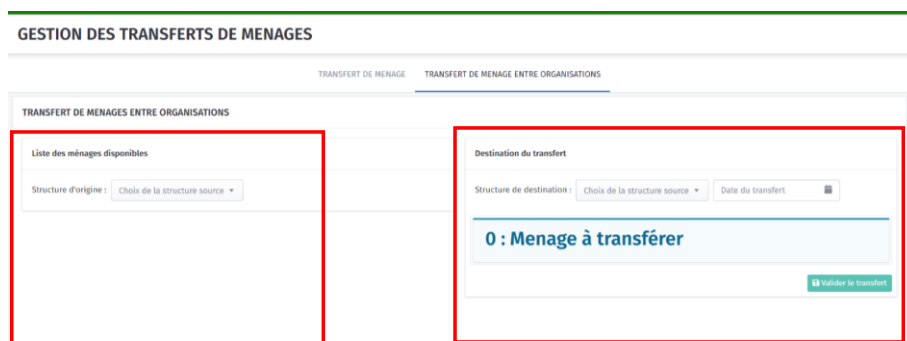 GESTION DES TRANSFERTS DE MENAGES
TRANSFERT DE MENAGE TRANSFERT DE MENAGE ENTRE ORGANISATIONS
TRANSFERT DE MENAGES ENTRE ORGANISATIONS
Liste des ménages disponibles
Structure d'origine : Choix de la structure source
Destination du transfert
Structure de destination : Choix de la structure source Date du transfert
0 : Menage à transférer
Valider le transfert